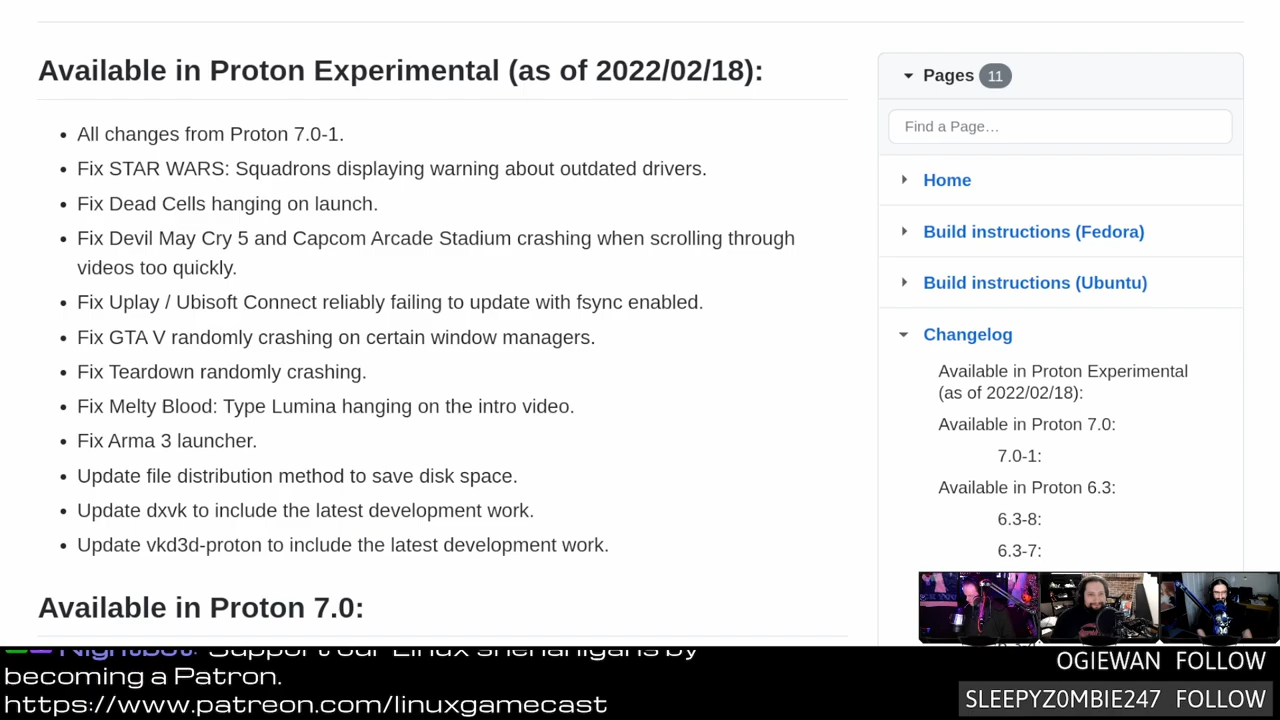 Available in Proton Experimental (as of 2022/02/18):
All changes from Proton 7.0-1.
Fix STAR WARS: Squadrons displaying warning about outdated drivers.
Fix Dead Cells hanging on launch.
Fix Devil May Cry 5 and Capcom Arcade Stadium crashing when scrolling through
videos too quickly.
Fix Uplay / Ubisoft Connect reliably failing to update with fsync enabled.
Fix GTA V randomly crashing on certain window managers.
Fix Teardown randomly crashing.
Fix Melty Blood: Type Lumina hanging on the intro video.
Fix Arma 3 launcher.
Update file distribution method to save disk space.
Update dxvk to include the latest development work.
Update vkd3d-proton to include the latest development work.
Available in Proton 7.0:
Pages 11
Find a Page…
Home
Build instructions (Fedora)
Build instructions (Ubuntu)
Changelog
Available in Proton Experimental
(as of 2022/02/18):
Available in Proton 7.0:
7.0-1:
Available in Proton 6.3:
6.3-8:
6.3-7:
Nightbot: Support our Linux shenanigans by
becoming a Patron.
https://www.patreon.com/linuxgamecast
OGIEWAN FOLLOW
SLEEPYZ0MBIE247 FOLLOW